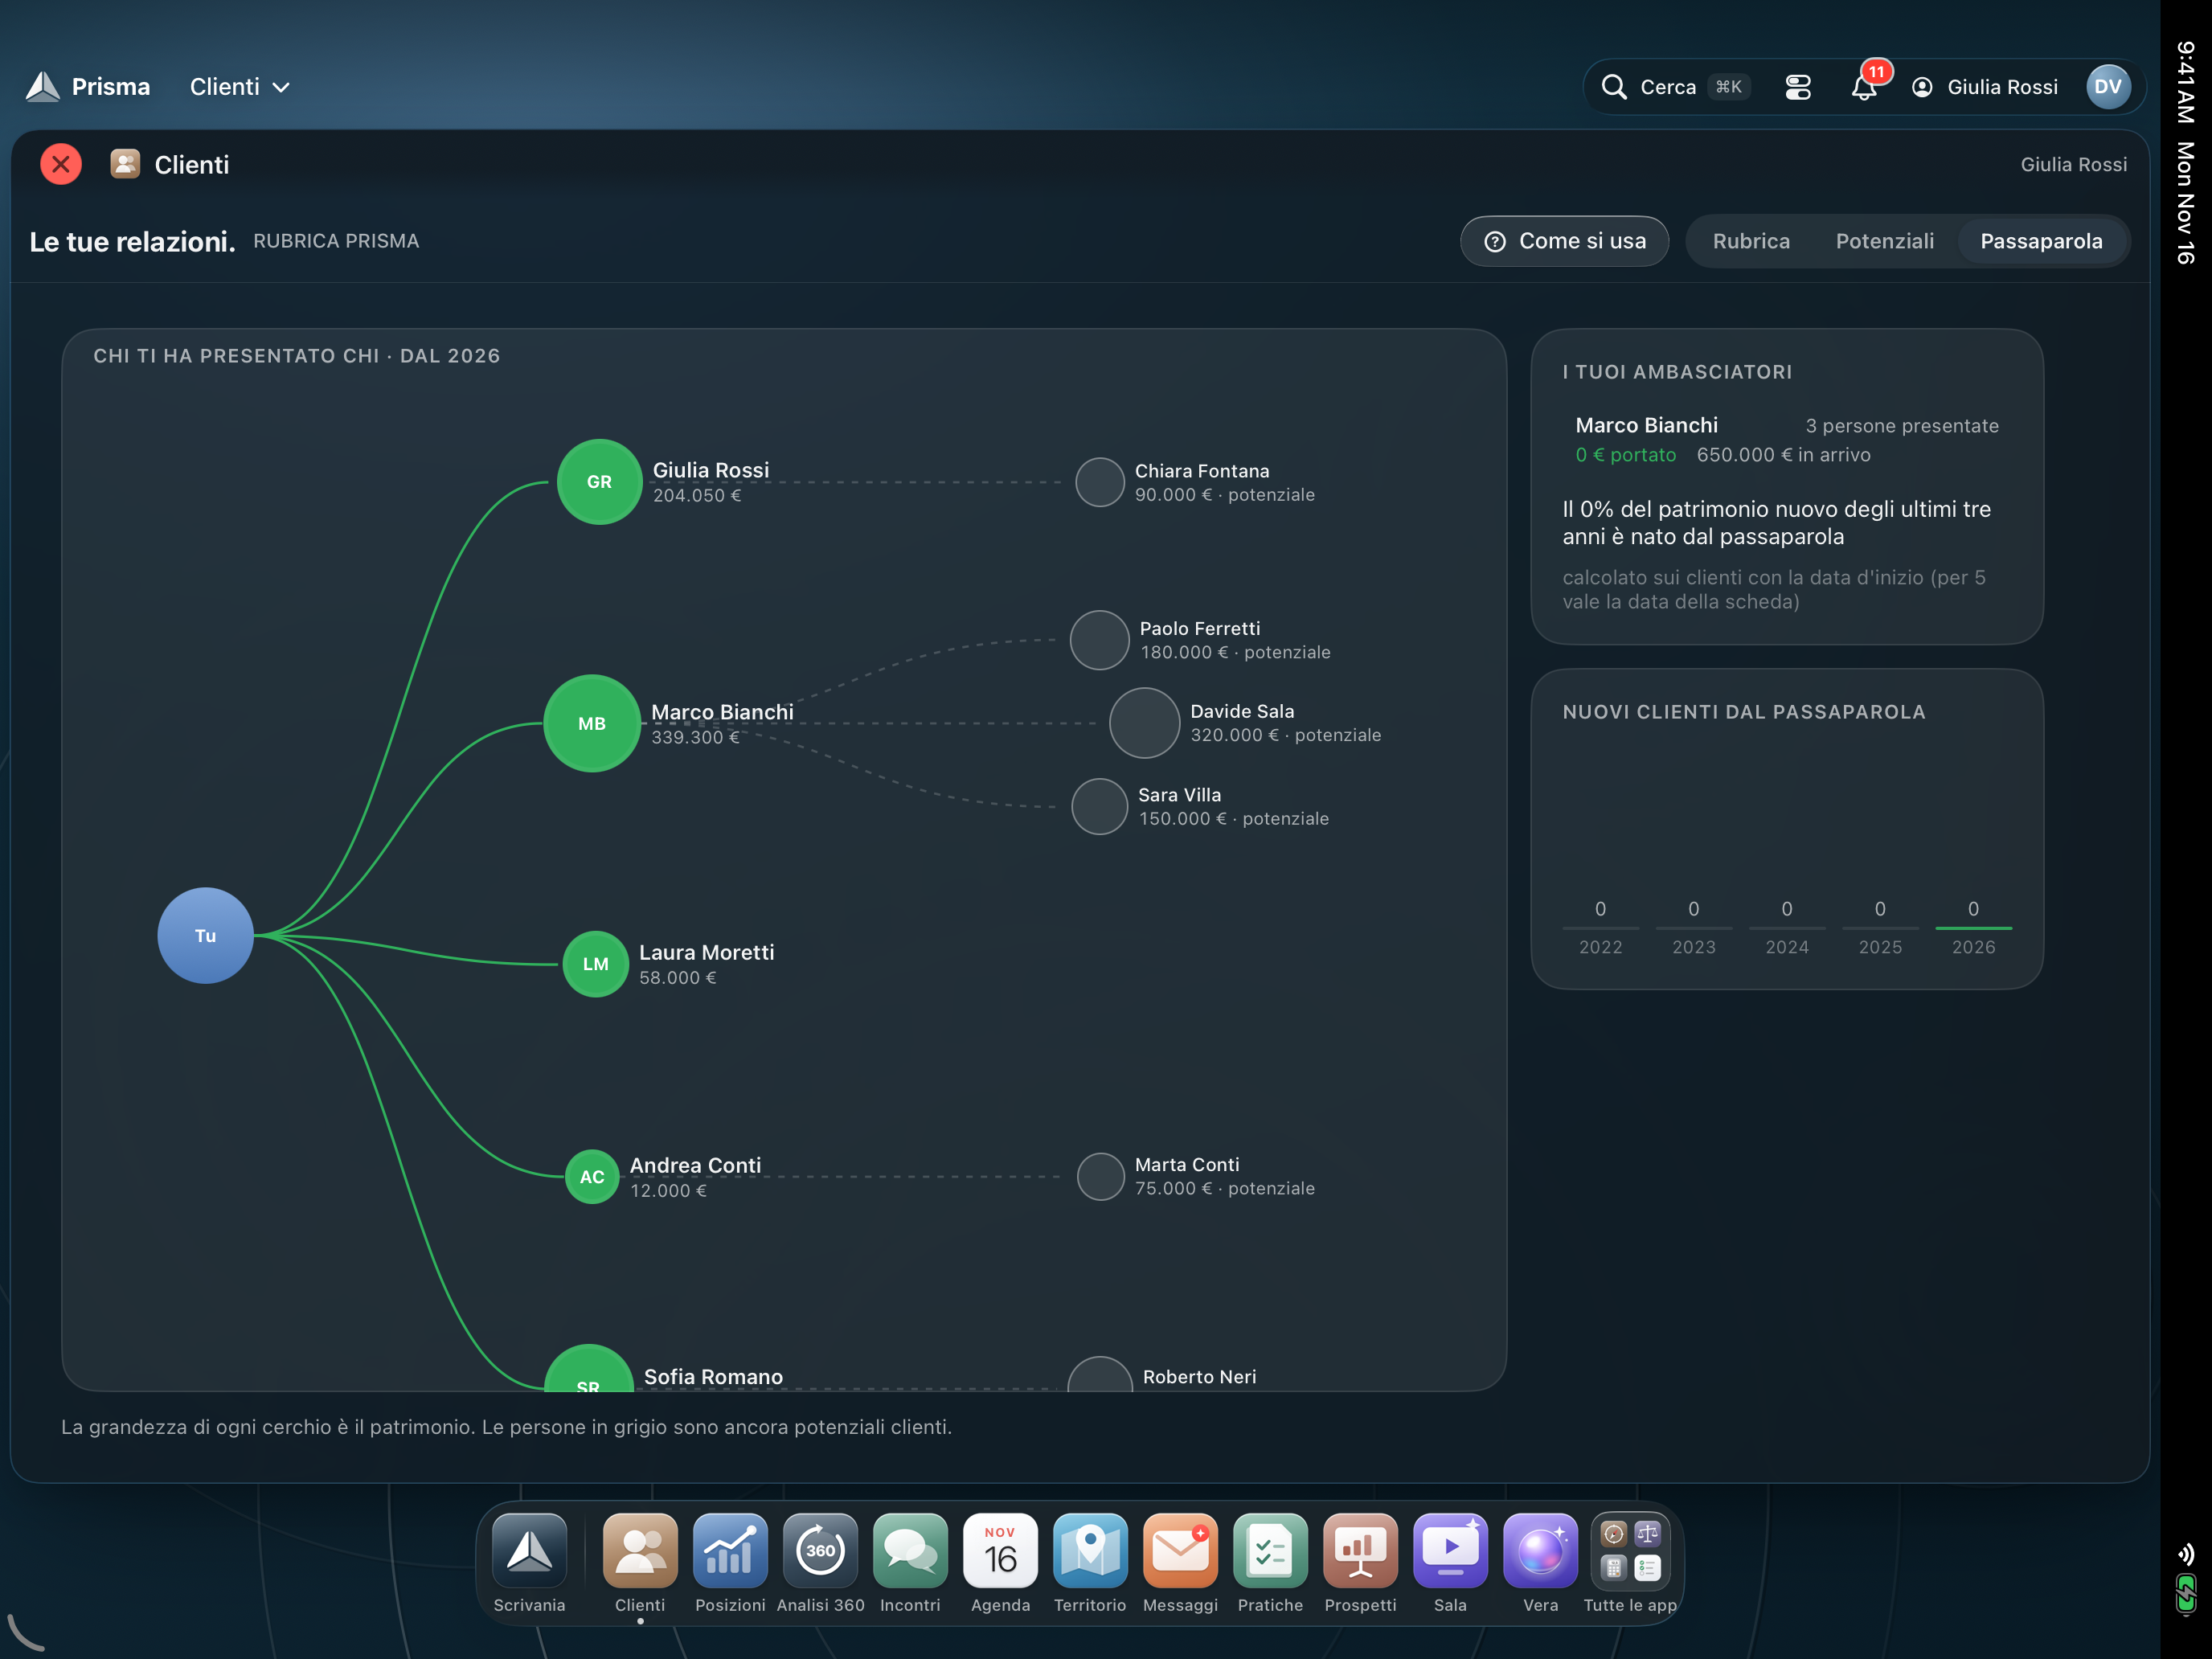 9:41 AM Mon Nov 16
Prisma
Clienti
Cerca ⌘K
11
Giulia Rossi
DV
Clienti
Giulia Rossi
Le tue relazioni. RUBRICA PRISMA
? Come si usa
Rubrica Potenziali Passaparola
CHI TI HA PRESENTATO CHI · DAL 2026
Tu
GR
Giulia Rossi
204.050 €
Chiara Fontana
90.000 € · potenziale
MB
Marco Bianchi
339.300 €
Paolo Ferretti
180.000 € · potenziale
Davide Sala
320.000 € · potenziale
Sara Villa
150.000 € · potenziale
LM
Laura Moretti
58.000 €
AC
Andrea Conti
12.000 €
Marta Conti
75.000 € · potenziale
SR
Sofia Romano
Roberto Neri
I TUOI AMBASCIATORI
Marco Bianchi 3 persone presentate
0 € portato 650.000 € in arrivo
Il 0% del patrimonio nuovo degli ultimi tre
anni è nato dal passaparola
calcolato sui clienti con la data d'inizio (per 5
vale la data della scheda)
NUOVI CLIENTI DAL PASSAPAROLA
0 0 0 0 0
2022 2023 2024 2025 2026
La grandezza di ogni cerchio è il patrimonio. Le persone in grigio sono ancora potenziali clienti.
360
NOV
16
Scrivania Clienti Posizioni Analisi 360 Incontri Agenda Territorio Messaggi Pratiche Prospetti Sala Vera Tutte le app